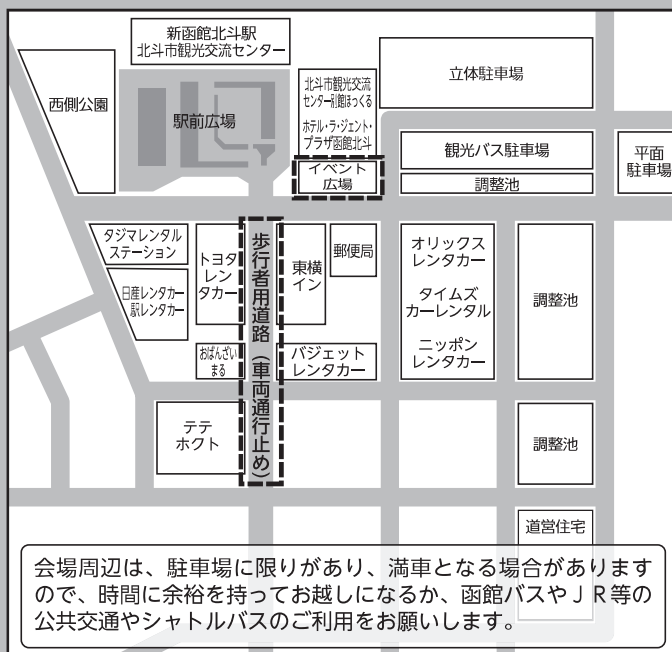 新函館北斗駅
北斗市観光交流センター
西側公園
駅前広場
北斗市観光交流
センター別館ほっくる
ホテル・ラ・ジェント・
プラザ函館北斗
イベント
広場
立体駐車場
観光バス駐車場
調整池
平面
駐車場
タジマレンタル
ステーション
日産レンタカー
駅レンタカー
トヨタ
レン
タカー
おばんざい
まる
歩行者用道路（車両通行止め）
東横
イン
郵便局
バジェット
レンタカー
オリックス
レンタカー
タイムズ
カーレンタル
ニッポン
レンタカー
調整池
テテ
ホクト
調整池
道営住宅
会場周辺は、駐車場に限りがあり、満車となる場合があります
ので、時間に余裕を持ってお越しになるか、函館バスやＪＲ等の
公共交通やシャトルバスのご利用をお願いします。